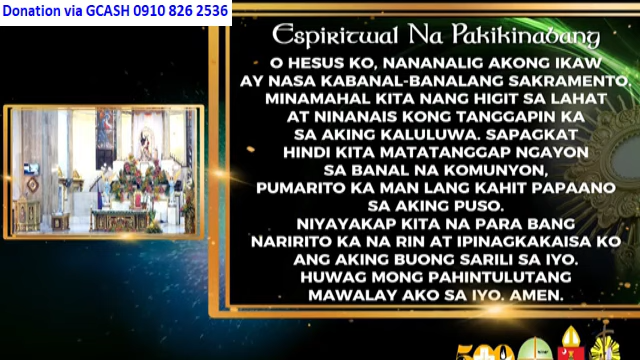 Donation via GCASH 0910 826 2536
Espiritwal Na Pakikinabang
O HESUS KO, NANANALIG AKONG IKAW
AY NASA KABANAL-BANALANG SAKRAMENTO.
MINAMAHAL KITA NANG HIGIT SA LAHAT
AT NINANAIS KONG TANGGAPIN KA
SA AKING KALULUWA. SAPAGKAT
HINDI KITA MATATANGGAP NGAYON
SA BANAL NA KOMUNYON,
PUMARITO KA MAN LANG KAHIT PAPAANO
SA AKING PUSO.
NIYAYAKAP KITA NA PARA BANG
NARIRITO KA NA RIN AT IPINAGKAKAISA KO
ANG AKING BUONG SARILI SA IYO.
HUWAG MONG PAHINTULUTANG
MAWALAY AKO SA IYO. AMEN.
500